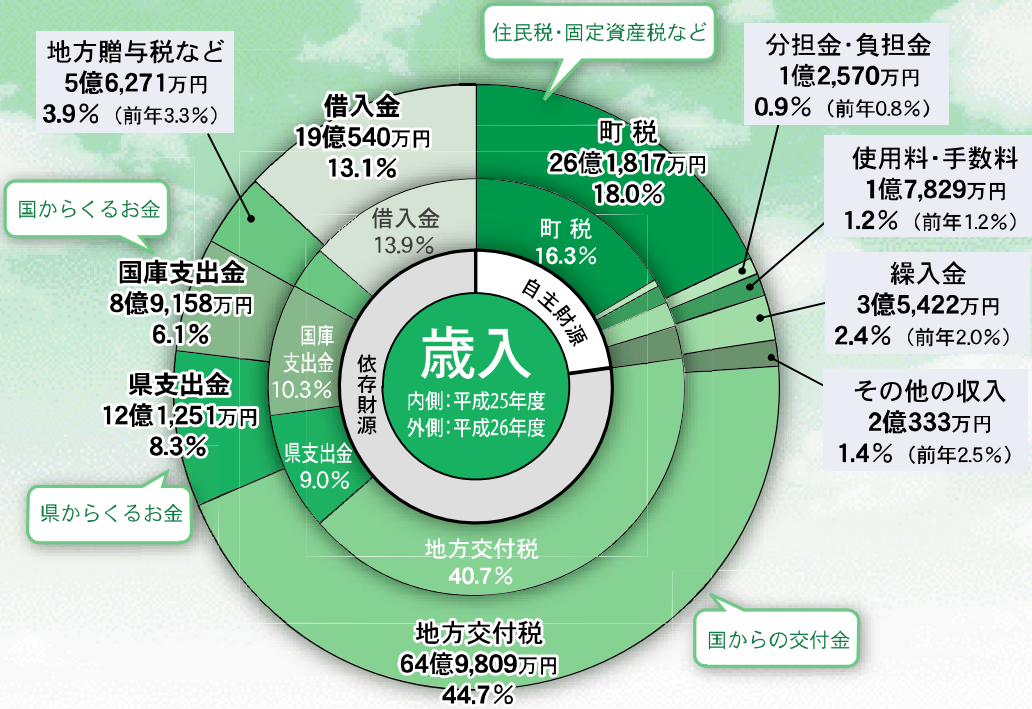 住民税・固定資産税など
地方贈与税など
5億6,271万円
3.9%（前年3.3%）
分担金・負担金
1億2,570万円
0.9%（前年0.8%）
借入金
19億540万円
13.1%
町 税
26億1,817万円
18.0%
使用料・手数料
1億7,829万円
1.2%（前年1.2%）
国からくるお金
借入金
13.9%
町 税
16.3%
国庫支出金
8億9,158万円
6.1%
繰入金
3億5,422万円
2.4%（前年2.0%）
自主財源
国庫
支出金
10.3%
依存財源
歳入
内側：平成25年度
外側：平成26年度
県支出金
12億1,251万円
8.3%
その他の収入
2億333万円
1.4%（前年2.5%）
県支出金
9.0%
県からくるお金
地方交付税
40.7%
地方交付税
64億9,809万円
44.7%
国からの交付金